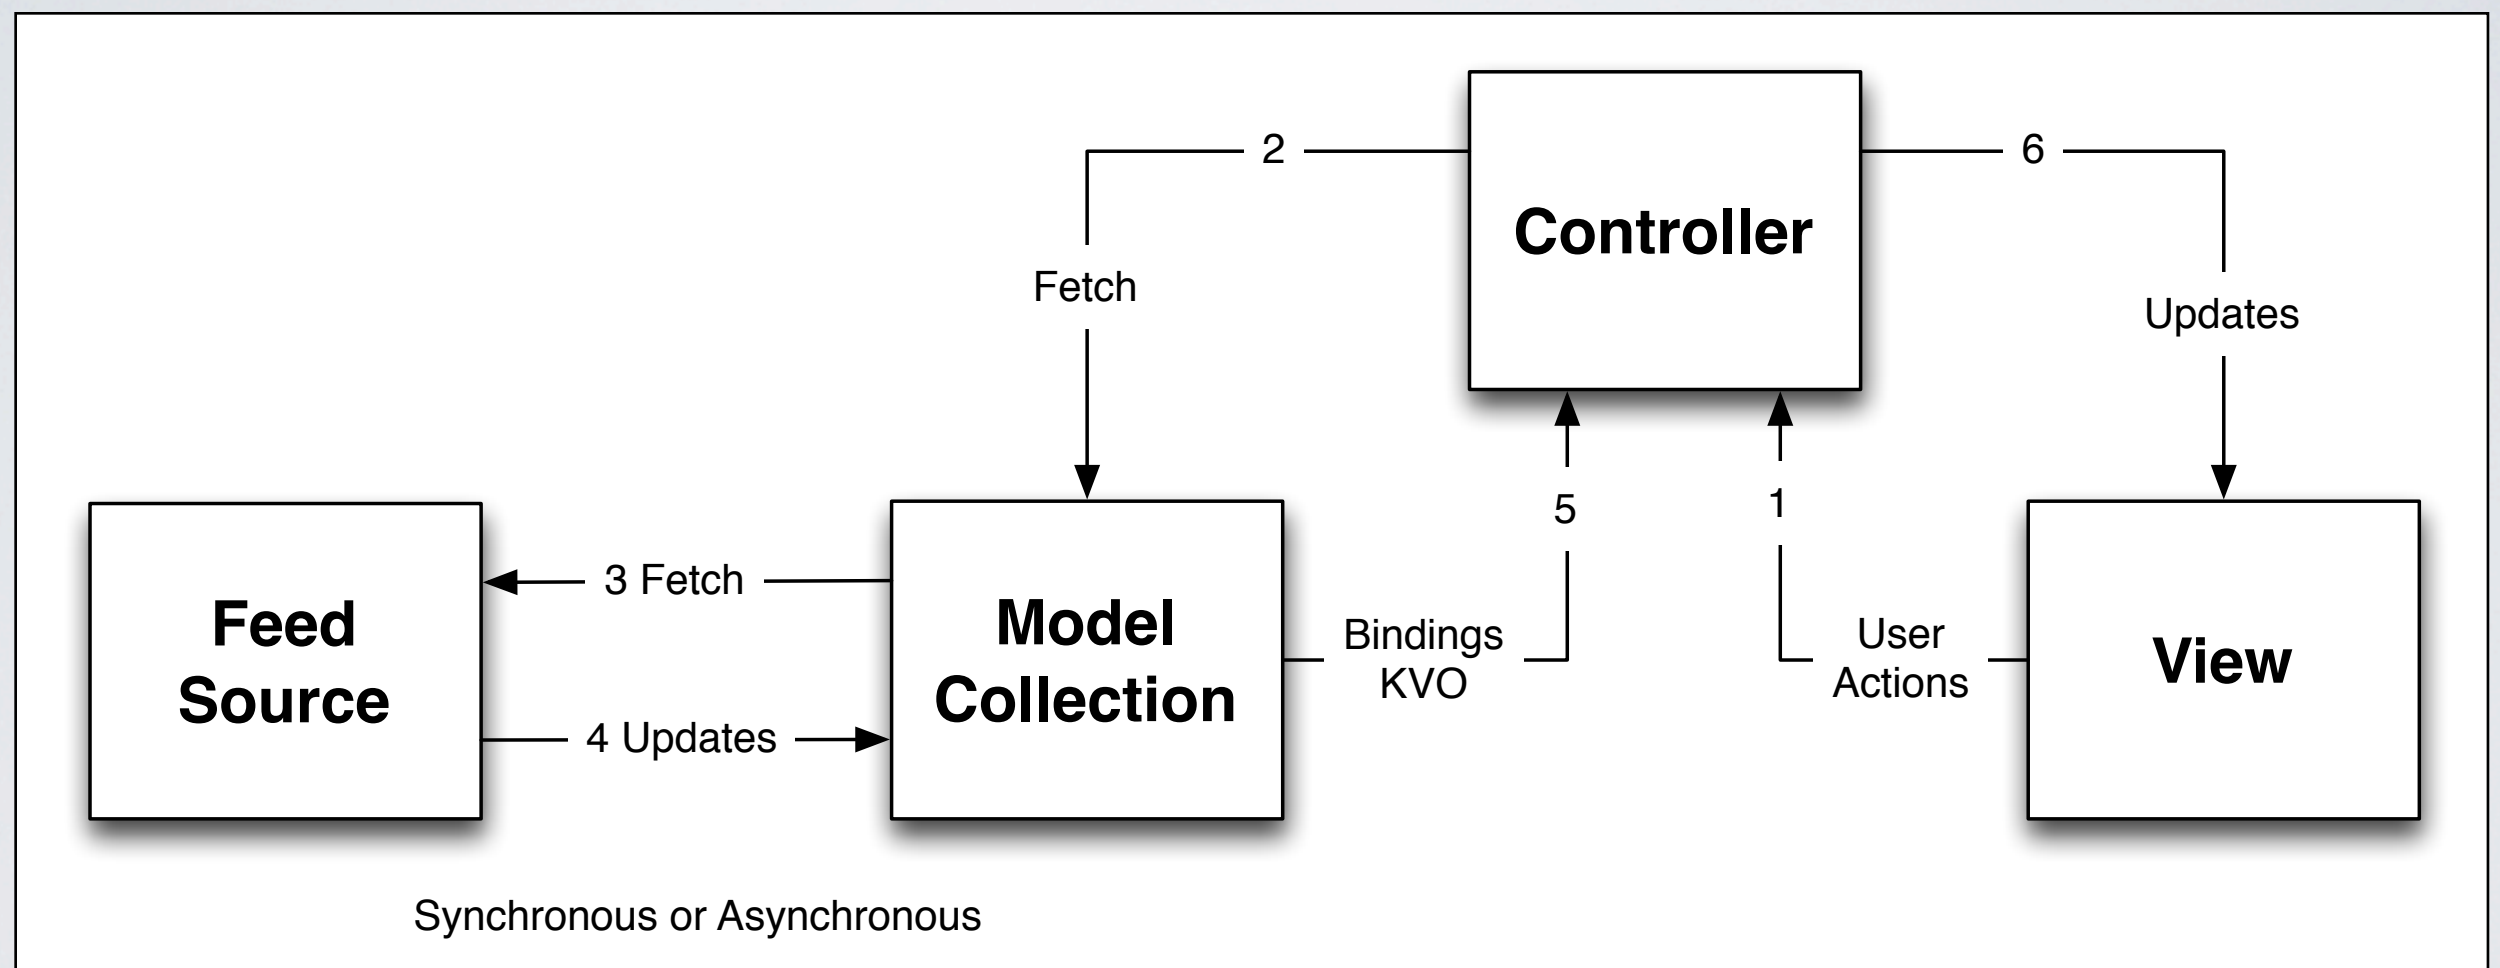 2
6
Controller
Fetch
Updates
5
1
3 Fetch
Feed
Source
Model
Collection
Bindings
KVO
User
Actions
View
4 Updates
Synchronous or Asynchronous